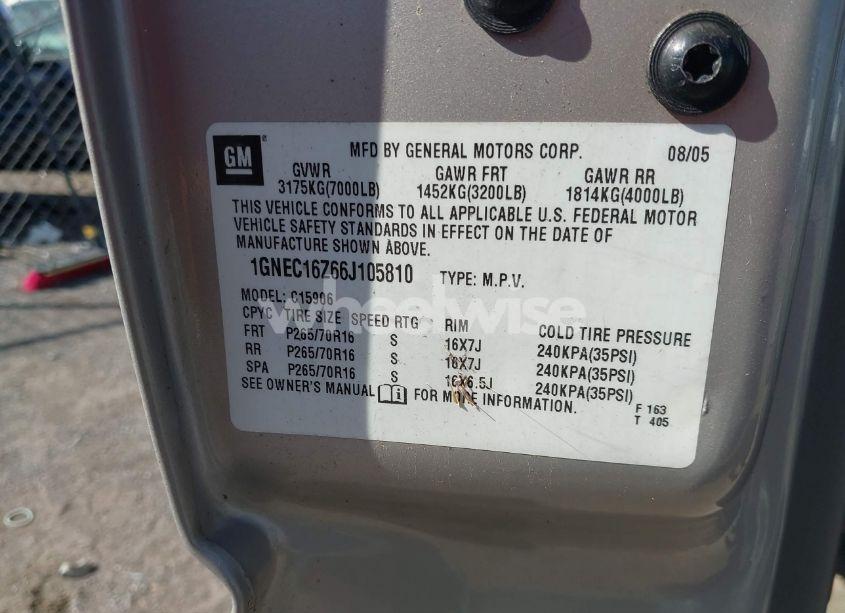 GM
MFD BY GENERAL MOTORS CORP. 08/05
GVWR GAWR FRT GAWR RR
3175KG(7000LB) 1452KG(3200LB) 1814KG(4000LB)
THIS VEHICLE CONFORMS TO ALL APPLICABLE U.S. FEDERAL MOTOR
VEHICLE SAFETY STANDARDS IN EFFECT ON THE DATE OF
MANUFACTURE SHOWN ABOVE.
1GNEC16Z66J105810 TYPE: M.P.V.
MODEL: C15906
wheelwise
CPYC TIRE SIZE SPEED RTG RIM COLD TIRE PRESSURE
FRT P265/70R16 S 16X7J 240KPA(35PSI)
RR P265/70R16 S 16X7J 240KPA(35PSI)
SPA P265/70R16 S 16X6.5J 240KPA(35PSI)
SEE OWNER'S MANUAL FOR MORE INFORMATION.
F 163
T 405